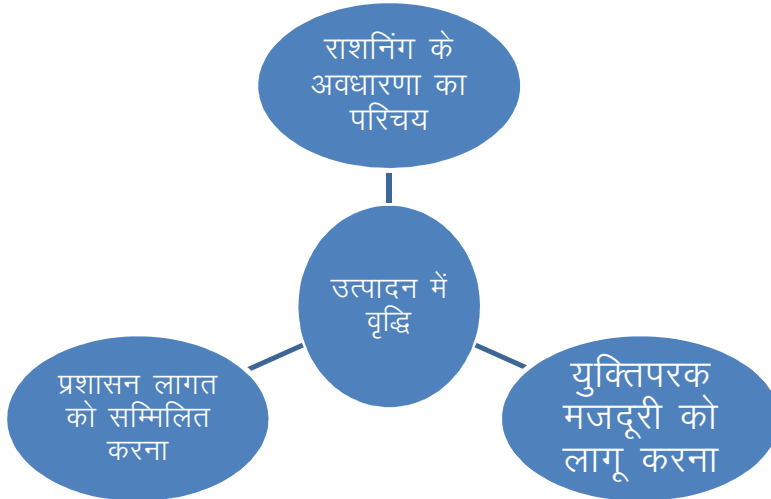 राशनिंग के
अवधारणा का
परिचय
उत्पादन में
वृद्धि
प्रशासन लागत
को सम्मिलित
करना
युक्तिपरक
मजदूरी को
लागू करना